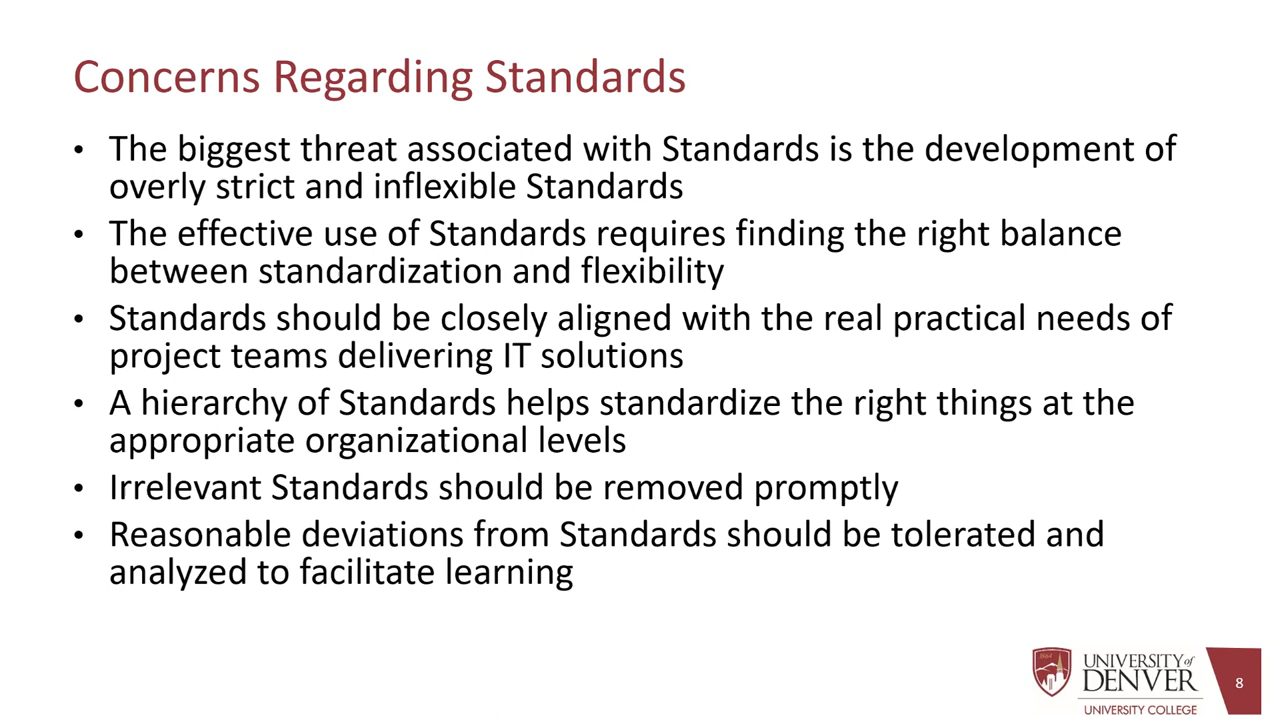 Concerns Regarding Standards
• The biggest threat associated with Standards is the development of
overly strict and inflexible Standards
• The effective use of Standards requires finding the right balance
between standardization and flexibility
• Standards should be closely aligned with the real practical needs of
project teams delivering IT solutions
• A hierarchy of Standards helps standardize the right things at the
appropriate organizational levels
• Irrelevant Standards should be removed promptly
• Reasonable deviations from Standards should be tolerated and
analyzed to facilitate learning
UNIVERSITY of
DENVER
UNIVERSITY COLLEGE
8